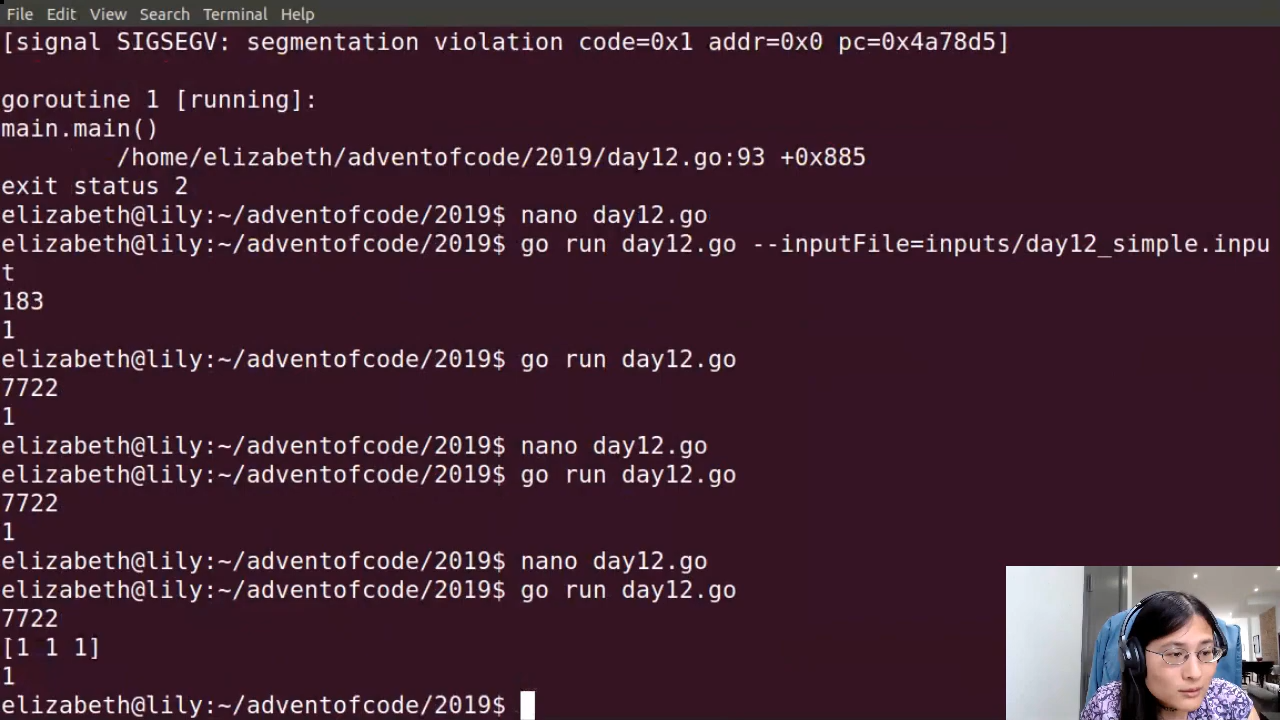 File Edit View Search Terminal Help
[signal SIGSEGV: segmentation violation code=0x1 addr=0x0 pc=0x4a78d5]
goroutine 1 [running]:
main.main()
/home/elizabeth/adventofcode/2019/day12.go:93 +0x885
exit status 2
elizabeth@lily:~/adventofcode/2019$ nano day12.go
elizabeth@lily:~/adventofcode/2019$ go run day12.go --inputFile=inputs/day12_simple.inpu
t
183
1
elizabeth@lily:~/adventofcode/2019$ go run day12.go
7722
1
elizabeth@lily:~/adventofcode/2019$ nano day12.go
elizabeth@lily:~/adventofcode/2019$ go run day12.go
7722
1
elizabeth@lily:~/adventofcode/2019$ nano day12.go
elizabeth@lily:~/adventofcode/2019$ go run day12.go
7722
[1 1 1]
1
elizabeth@lily:~/adventofcode/2019$